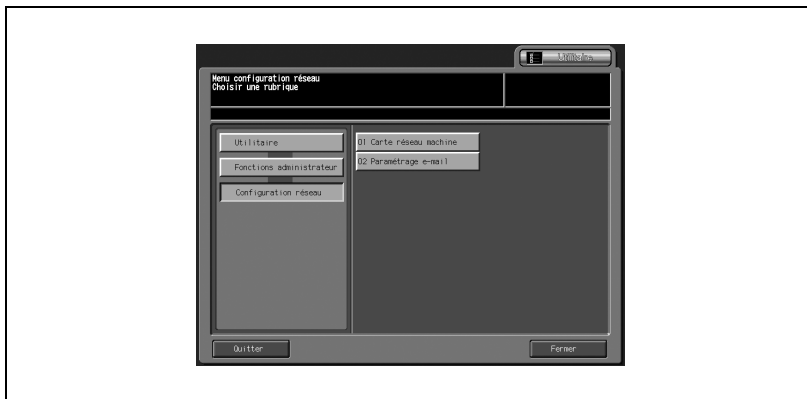 Utilitaire
Menu configuration réseau
Choisir une rubrique
Utilitaire
01 Carte réseau machine
Fonctions administrateur
02 Paramétrage e-mail
Configuration réseau
Quitter
Fermer